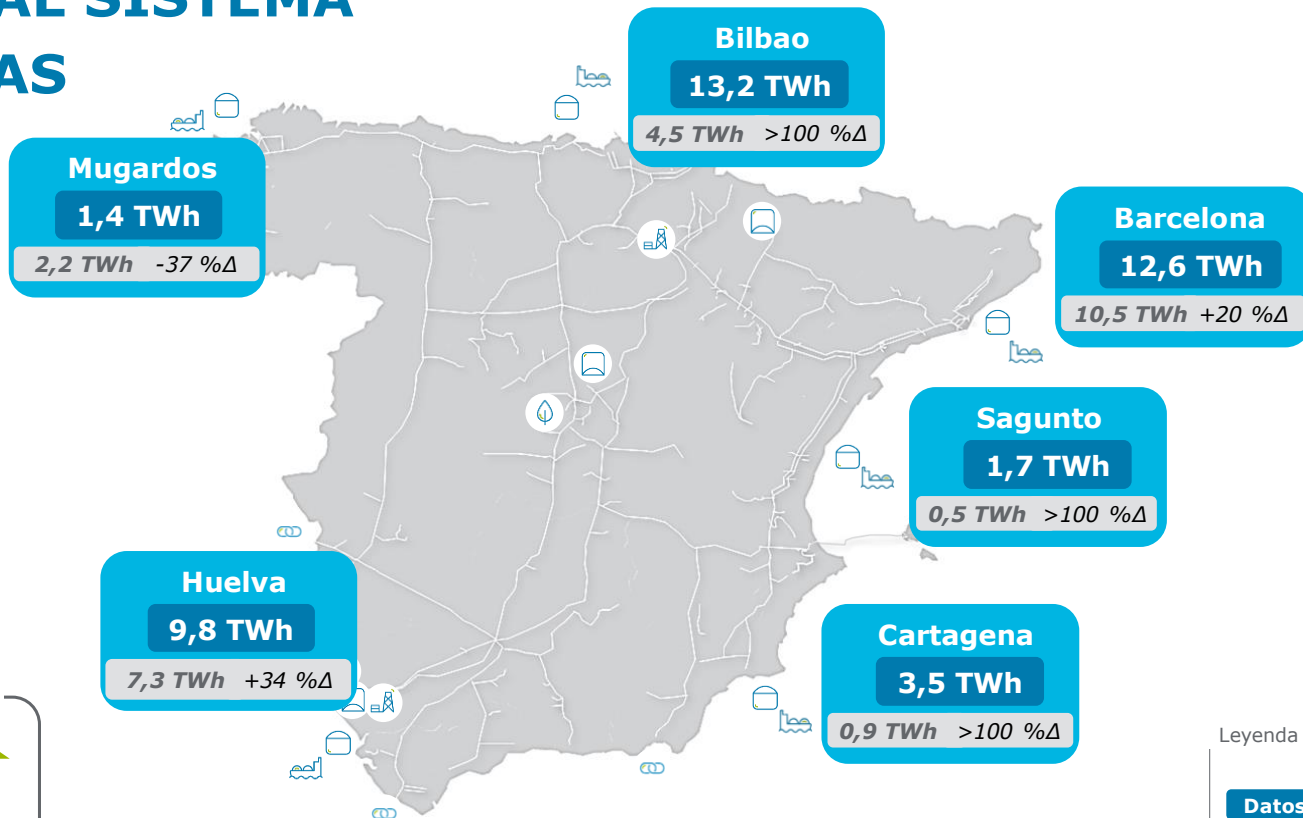 AL SISTEMA
AS
Bilbao
13,2 TWh
4,5 TWh >100 %Δ
Mugardos
1,4 TWh
2,2 TWh -37 %Δ
Barcelona
12,6 TWh
10,5 TWh +20 %Δ
Sagunto
1,7 TWh
0,5 TWh >100 %Δ
Huelva
9,8 TWh
7,3 TWh +34 %Δ
Cartagena
3,5 TWh
0,9 TWh >100 %Δ
Leyenda
Datos